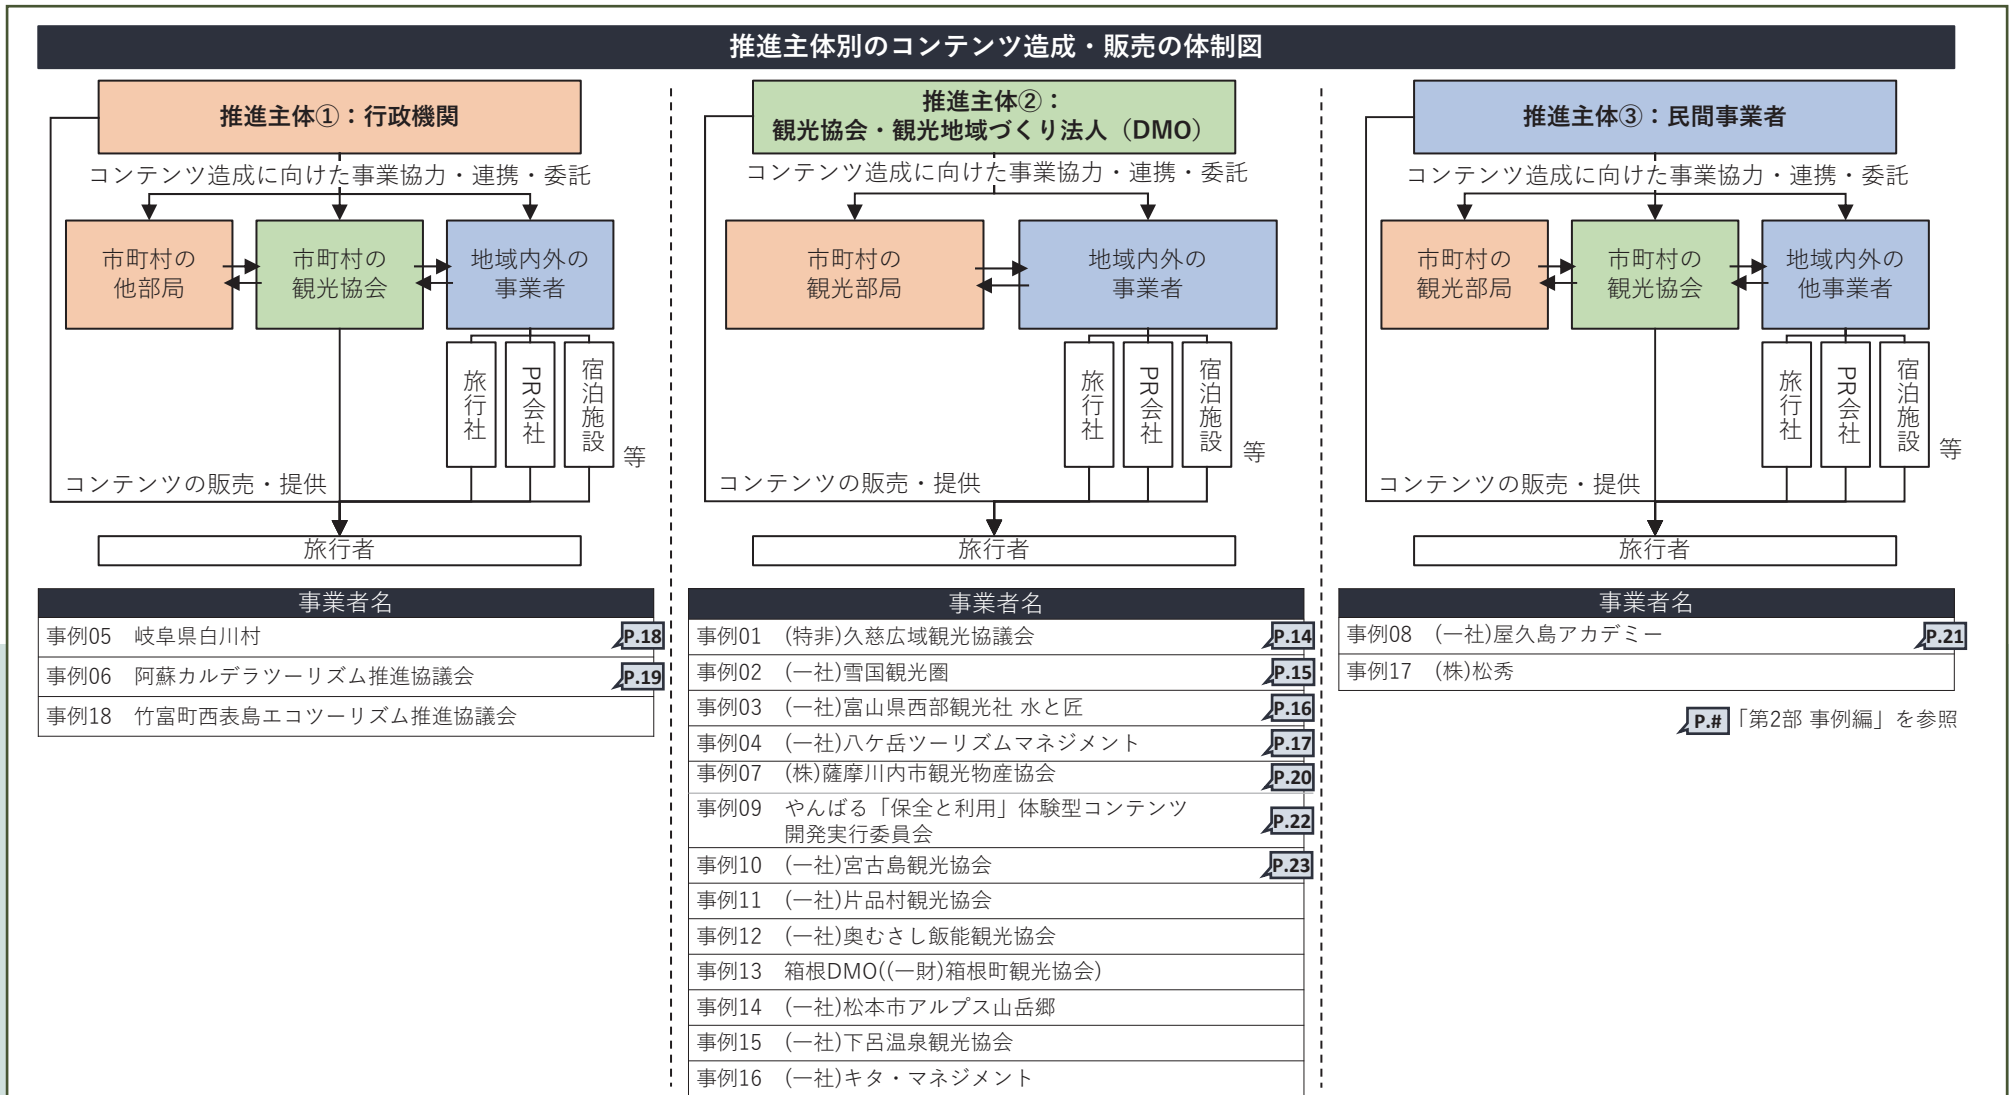 推進主体別のコンテンツ造成・販売の体制図
推進主体①：行政機関
コンテンツ造成に向けた事業協力・連携・委託
市町村の
他部局
市町村の
観光協会
地域内外の
事業者
旅行社
PR会社
宿泊施設
等
コンテンツの販売・提供
旅行者
事業者名
事例05 岐阜県白川村 P.18
事例06 阿蘇カルデラツーリズム推進協議会 P.19
事例18 竹富町西表島エコツーリズム推進協議会
推進主体②：
観光協会・観光地域づくり法人（DMO）
コンテンツ造成に向けた事業協力・連携・委託
市町村の
観光部局
地域内外の
事業者
旅行社
PR会社
宿泊施設
等
コンテンツの販売・提供
旅行者
事業者名
事例01 (特非)久慈広域観光協議会 P.14
事例02 (一社)雪国観光圏 P.15
事例03 (一社)富山県西部観光社 水と匠 P.16
事例04 (一社)八ケ岳ツーリズムマネジメント P.17
事例07 (株)薩摩川内市観光物産協会 P.20
事例09 やんばる「保全と利用」体験型コンテンツ
開発実行委員会 P.22
事例10 (一社)宮古島観光協会 P.23
事例11 (一社)片品村観光協会
事例12 (一社)奥むさし飯能観光協会
事例13 箱根DMO((一財)箱根町観光協会)
事例14 (一社)松本市アルプス山岳郷
事例15 (一社)下呂温泉観光協会
事例16 (一社)キタ・マネジメント
推進主体③：民間事業者
コンテンツ造成に向けた事業協力・連携・委託
市町村の
観光部局
市町村の
観光協会
地域内外の
他事業者
旅行社
PR会社
宿泊施設
等
コンテンツの販売・提供
旅行者
事業者名
事例08 (一社)屋久島アカデミー P.21
事例17 (株)松秀
P.# 「第2部 事例編」を参照